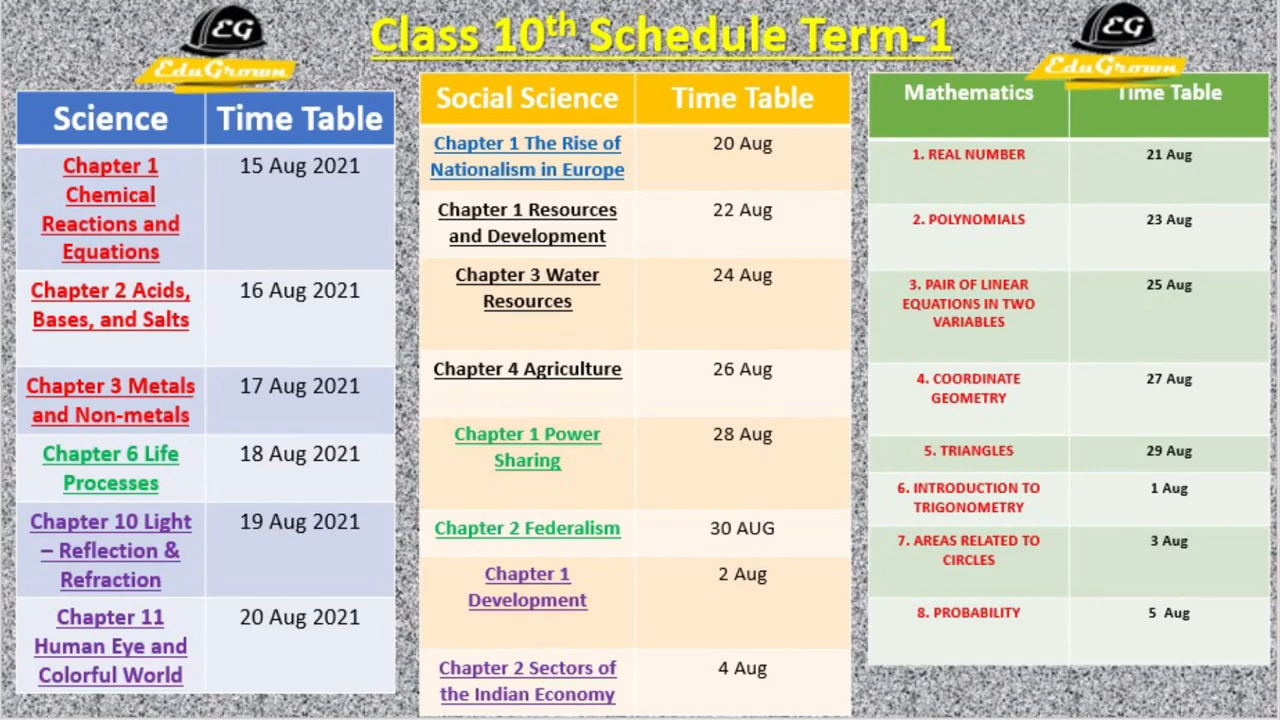 EG
EduGrown
Class 10th Schedule Term-1
EG
EduGrown
Science Time Table
Chapter 1 15 Aug 2021
Chemical
Reactions and
Equations
Chapter 2 Acids, 16 Aug 2021
Bases, and Salts
Chapter 3 Metals 17 Aug 2021
and Non-metals
Chapter 6 Life 18 Aug 2021
Processes
Chapter 10 Light 19 Aug 2021
– Reflection &
Refraction
Chapter 11 20 Aug 2021
Human Eye and
Colorful World
Social Science Time Table
Chapter 1 The Rise of 20 Aug
Nationalism in Europe
Chapter 1 Resources 22 Aug
and Development
Chapter 3 Water 24 Aug
Resources
Chapter 4 Agriculture 26 Aug
Chapter 1 Power 28 Aug
Sharing
Chapter 2 Federalism 30 AUG
Chapter 1 2 Aug
Development
Chapter 2 Sectors of 4 Aug
the Indian Economy
Mathematics Time Table
1. REAL NUMBER 21 Aug
2. POLYNOMIALS 23 Aug
3. PAIR OF LINEAR 25 Aug
EQUATIONS IN TWO
VARIABLES
4. COORDINATE 27 Aug
GEOMETRY
5. TRIANGLES 29 Aug
6. INTRODUCTION TO 1 Aug
TRIGONOMETRY
7. AREAS RELATED TO 3 Aug
CIRCLES
8. PROBABILITY 5 Aug